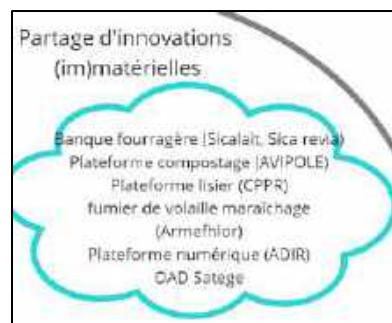 Partage d'innovations
(im)matérielles
Banque fourragère (Sicalait, Sica revia)
Plateforme compostage (AVIPOLE)
Plateforme lisier (CPPR)
fumier de volaille maraîchage
(Armefhlor)
Plateforme numérique (ADIR)
OAD Satege